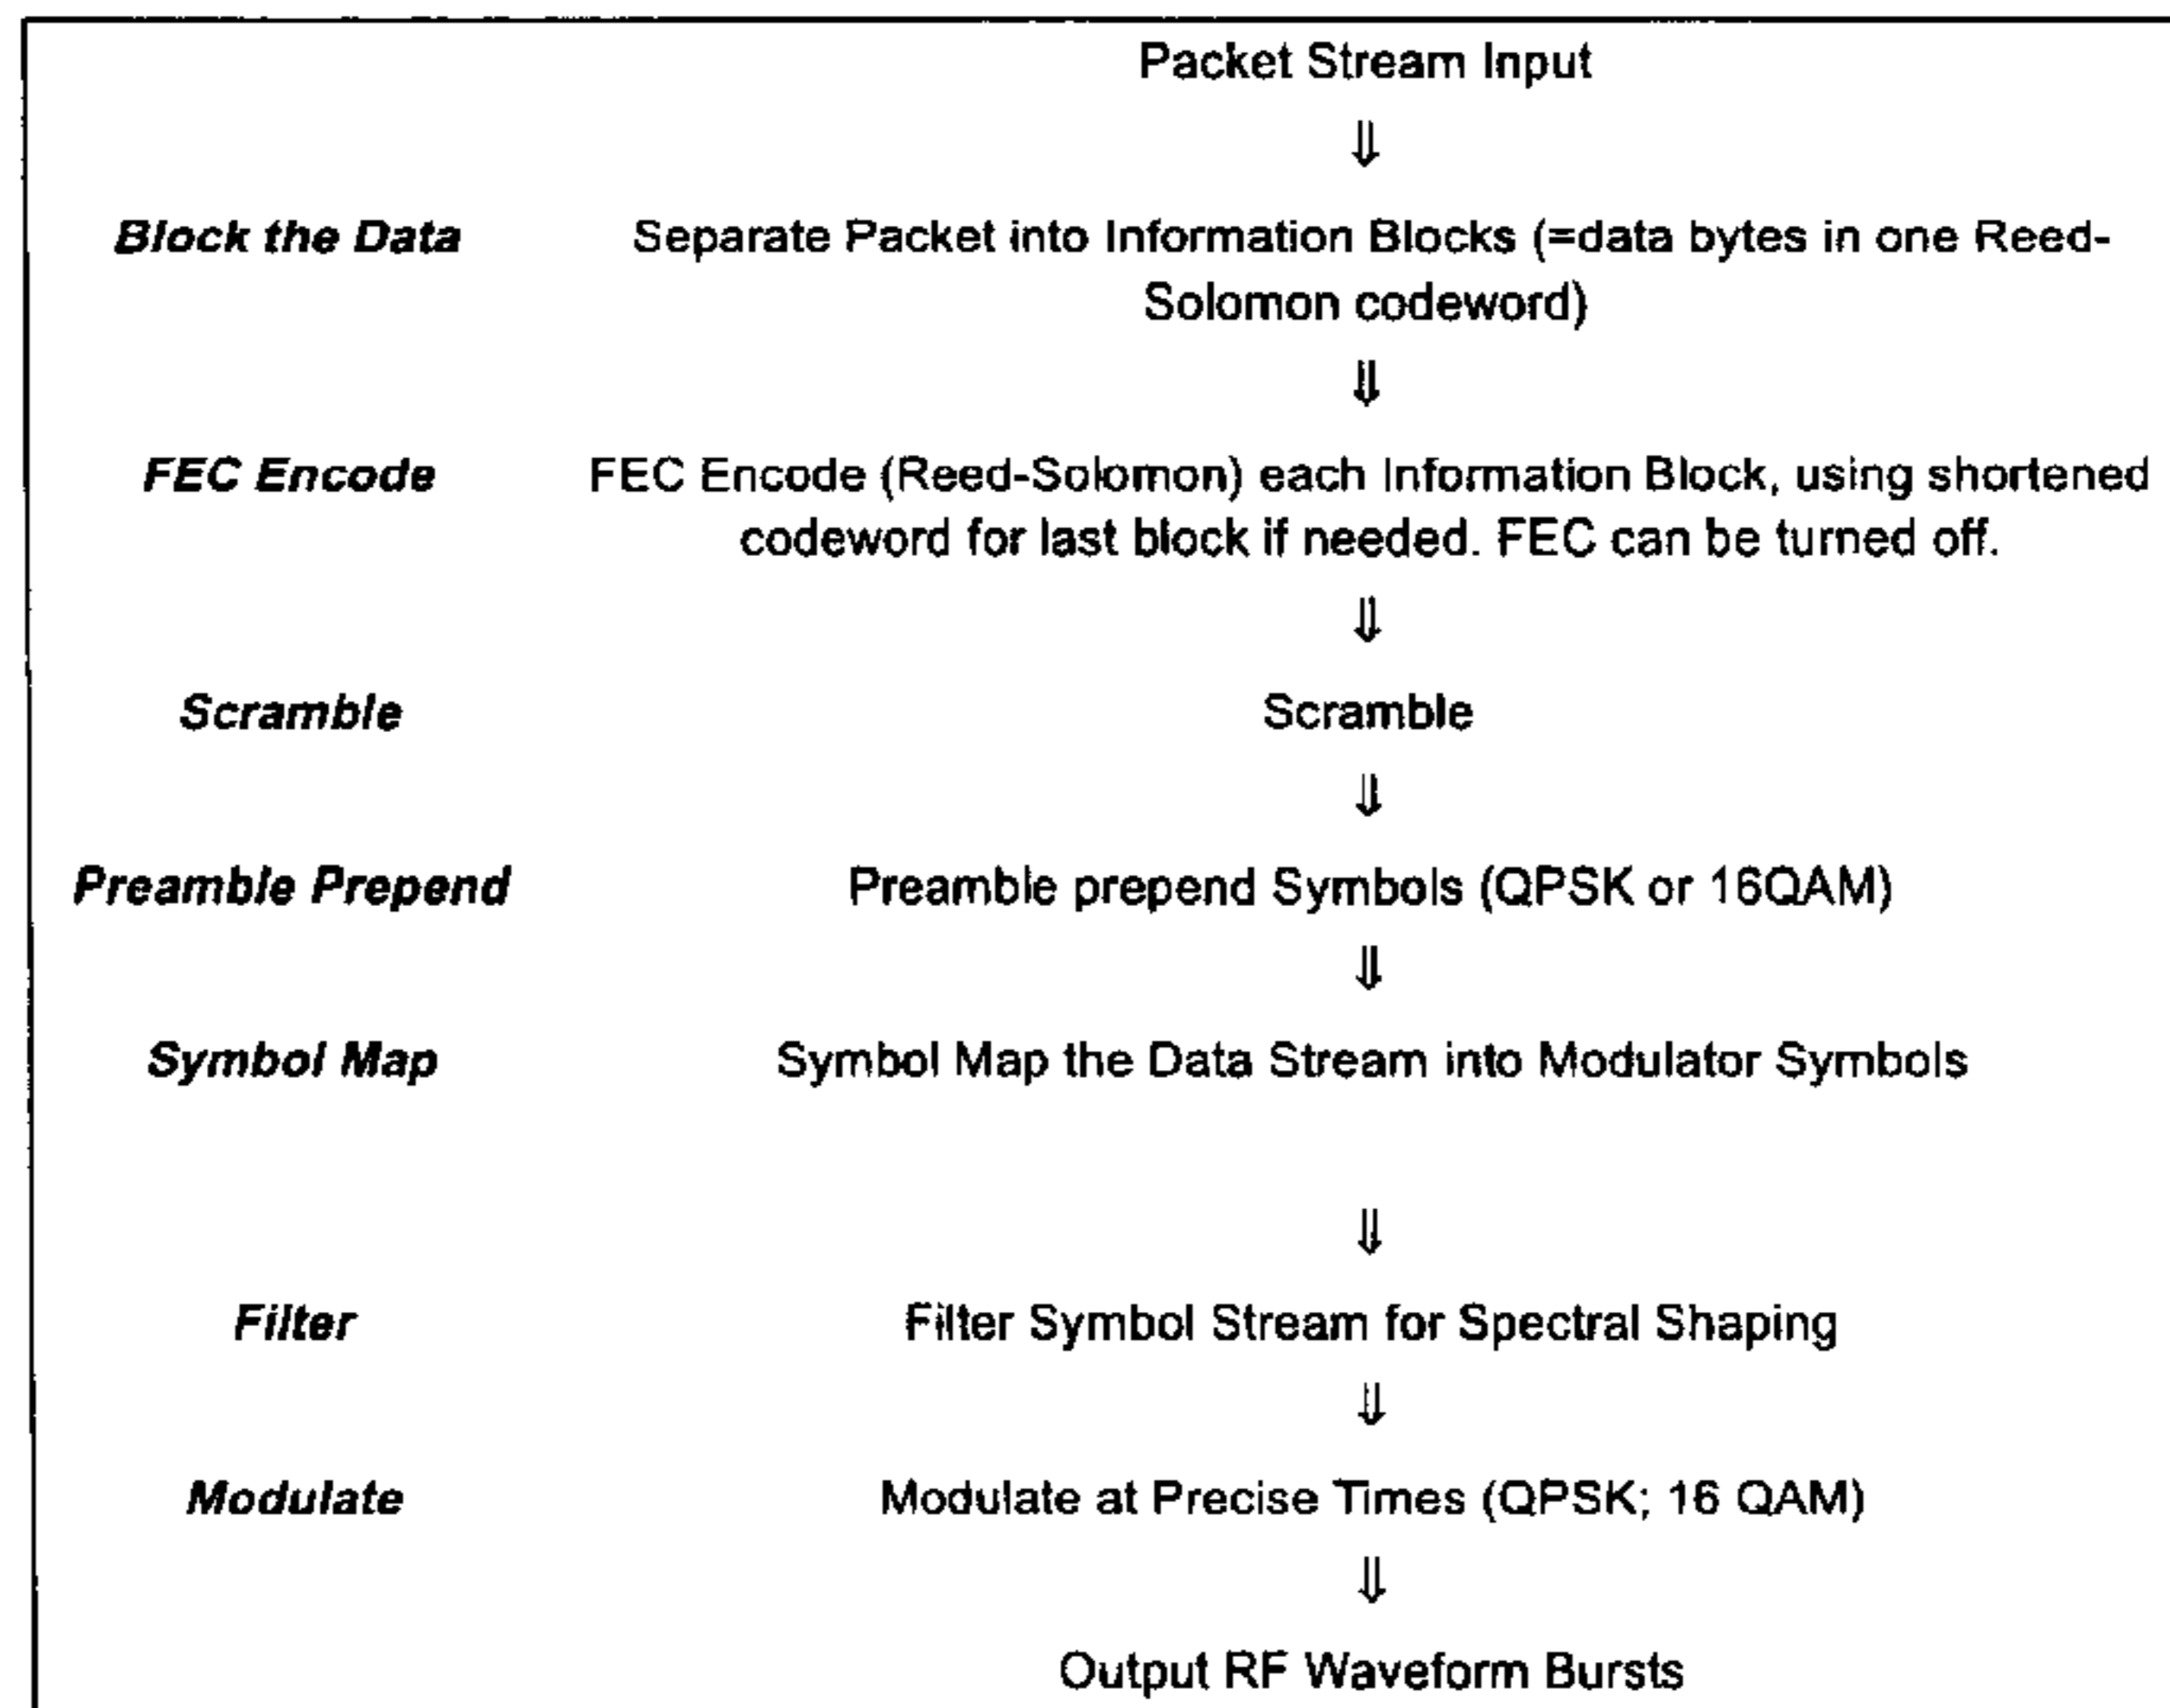 Packet Stream Input
⇓
Block the Data Separate Packet into Information Blocks (=data bytes in one Reed-
Solomon codeword)
⇓
FEC Encode FEC Encode (Reed-Solomon) each Information Block, using shortened
codeword for last block if needed. FEC can be turned off.
⇓
Scramble Scramble
⇓
Preamble Prepend Preamble prepend Symbols (QPSK or 16QAM)
⇓
Symbol Map Symbol Map the Data Stream into Modulator Symbols
⇓
Filter Filter Symbol Stream for Spectral Shaping
⇓
Modulate Modulate at Precise Times (QPSK; 16 QAM)
⇓
Output RF Waveform Bursts